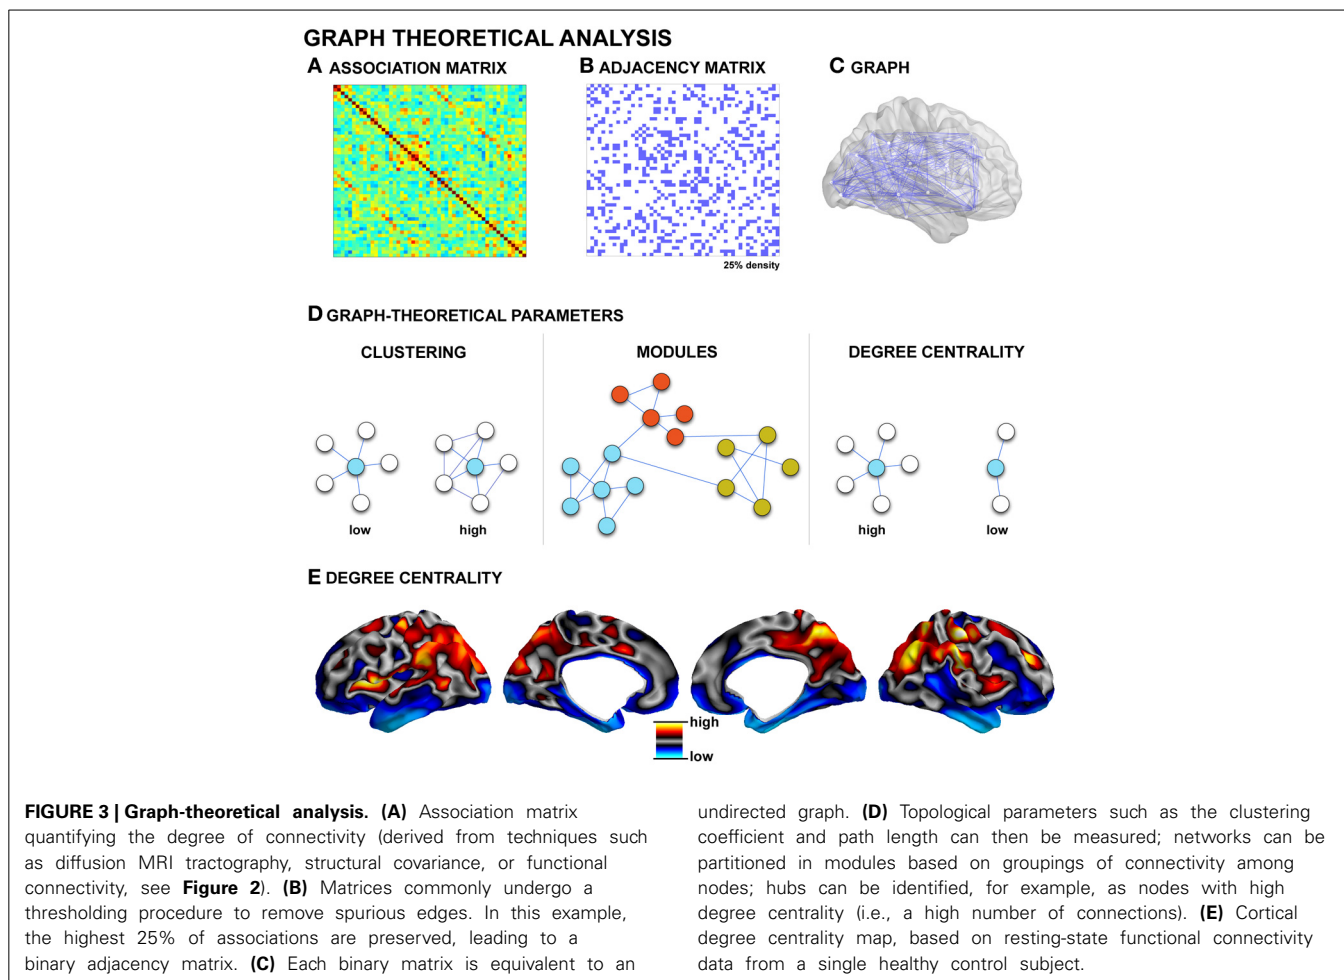 GRAPH THEORETICAL ANALYSIS
A ASSOCIATION MATRIX
B ADJACENCY MATRIX
C GRAPH
25% density
D GRAPH-THEORETICAL PARAMETERS
CLUSTERING
MODULES
DEGREE CENTRALITY
low
high
high
low
E DEGREE CENTRALITY
high
low
FIGURE 3 | Graph-theoretical analysis. (A) Association matrix
quantifying the degree of connectivity (derived from techniques such
as diffusion MRI tractography, structural covariance, or functional
connectivity, see Figure 2). (B) Matrices commonly undergo a
thresholding procedure to remove spurious edges. In this example,
the highest 25% of associations are preserved, leading to a
binary adjacency matrix. (C) Each binary matrix is equivalent to an
undirected graph. (D) Topological parameters such as the clustering
coefficient and path length can then be measured; networks can be
partitioned in modules based on groupings of connectivity among
nodes; hubs can be identified, for example, as nodes with high
degree centrality (i.e., a high number of connections). (E) Cortical
degree centrality map, based on resting-state functional connectivity
data from a single healthy control subject.